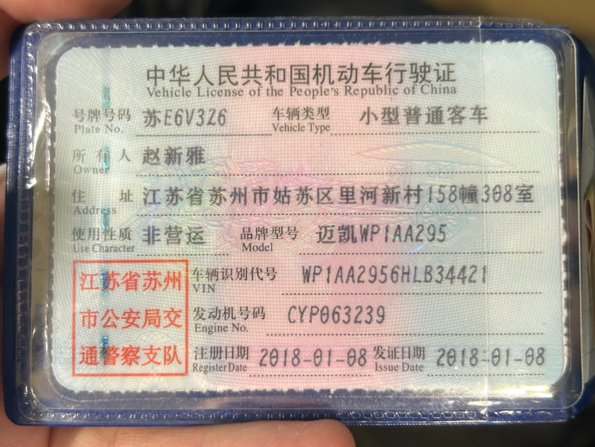 中华人民共和国机动车行驶证
Vehicle License of the People's Republic of China
号牌号码 苏E6V3Z6 车辆类型 小型普通客车
Plate No. Vehicle Type
所有人 赵新雅
Owner
住址 江苏省苏州市姑苏区里河新村158幢308室
Address
使用性质 非营运 品牌型号 迈凯WP1AA295
Use Character Model
江苏省苏州 车辆识别代号 WP1AA2956HLB34421
VIN
市公安局交 发动机号码 CYP063239
Engine No.
通警察支队 注册日期 2018-01-08 发证日期 2018-01-08
Register Date Issue Date